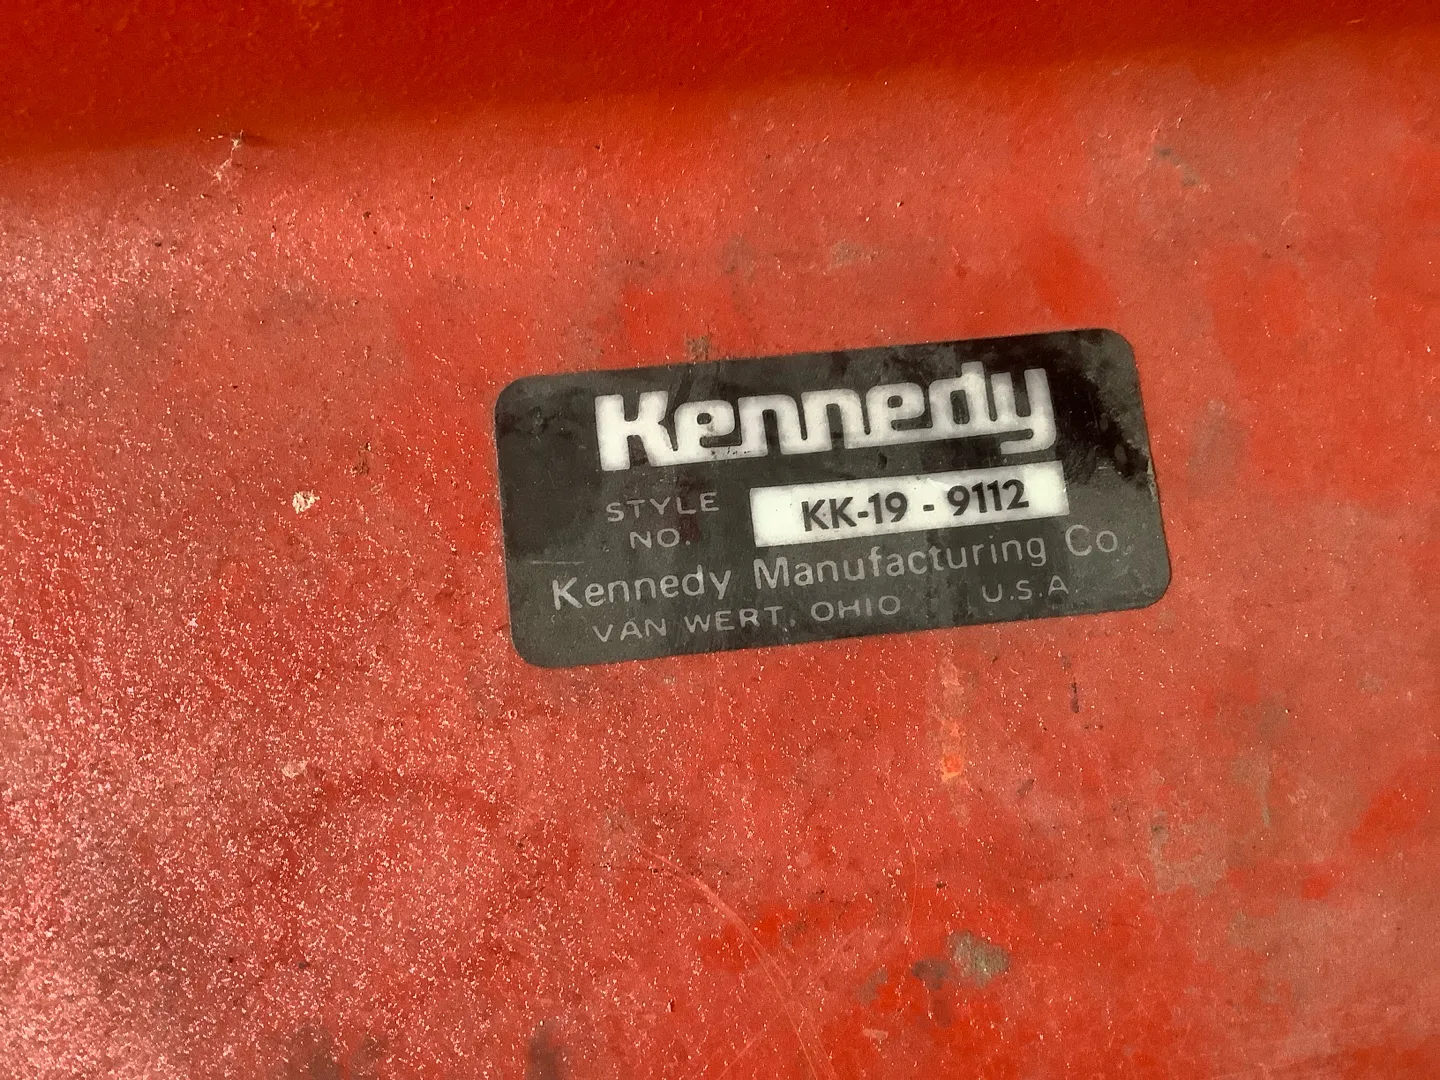 Kennedy
STYLE NO. KK-19 - 9112
Kennedy Manufacturing Co.
VAN WERT, OHIO U.S.A.